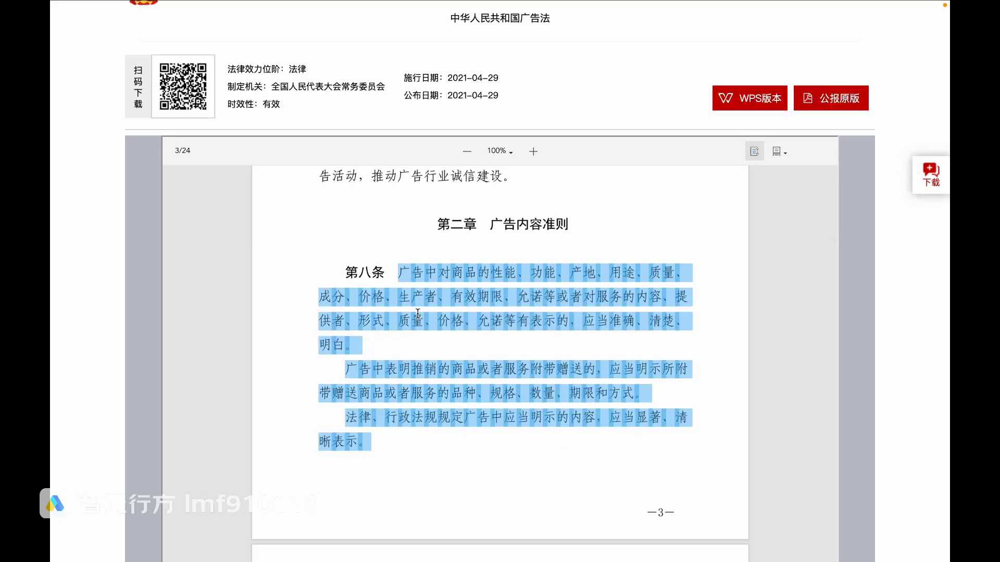 中华人民共和国广告法
扫码下载
法律效力位阶：法律
制定机关：全国人民代表大会常务委员会
时效性：有效
施行日期：2021-04-29
公布日期：2021-04-29
WPS版本
公报原版
3/24
100%
下载
告活动，推动广告行业诚信建设。
第二章 广告内容准则
第八条 广告中对商品的性能、功能、产地、用途、质量、
成分、价格、生产者、有效期限、允诺等或者对服务的内容、提
供者、形式、质量、价格、允诺等有表示的，应当准确、清楚、
明白。
广告中表明推销的商品或者服务附带赠送的，应当明示所附
带赠送商品或者服务的品种、规格、数量、期限和方式。
法律、行政法规规定广告中应当明示的内容，应当显著、清
晰表示。
—3—
行方 lmf91